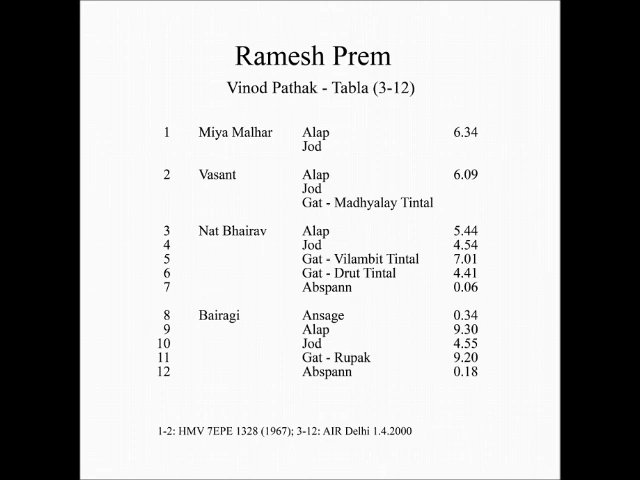 Ramesh Prem
Vinod Pathak - Tabla (3-12)
1 Miya Malhar Alap 6.34
Jod
2 Vasant Alap 6.09
Jod
Gat - Madhyalay Tintal
3 Nat Bhairav Alap 5.44
4 Jod 4.54
5 Gat - Vilambit Tintal 7.01
6 Gat - Drut Tintal 4.41
7 Abspann 0.06
8 Bairagi Ansage 0.34
9 Alap 9.30
10 Jod 4.55
11 Gat - Rupak 9.20
12 Abspann 0.18
1-2: HMV 7EPE 1328 (1967); 3-12: AIR Delhi 1.4.2000